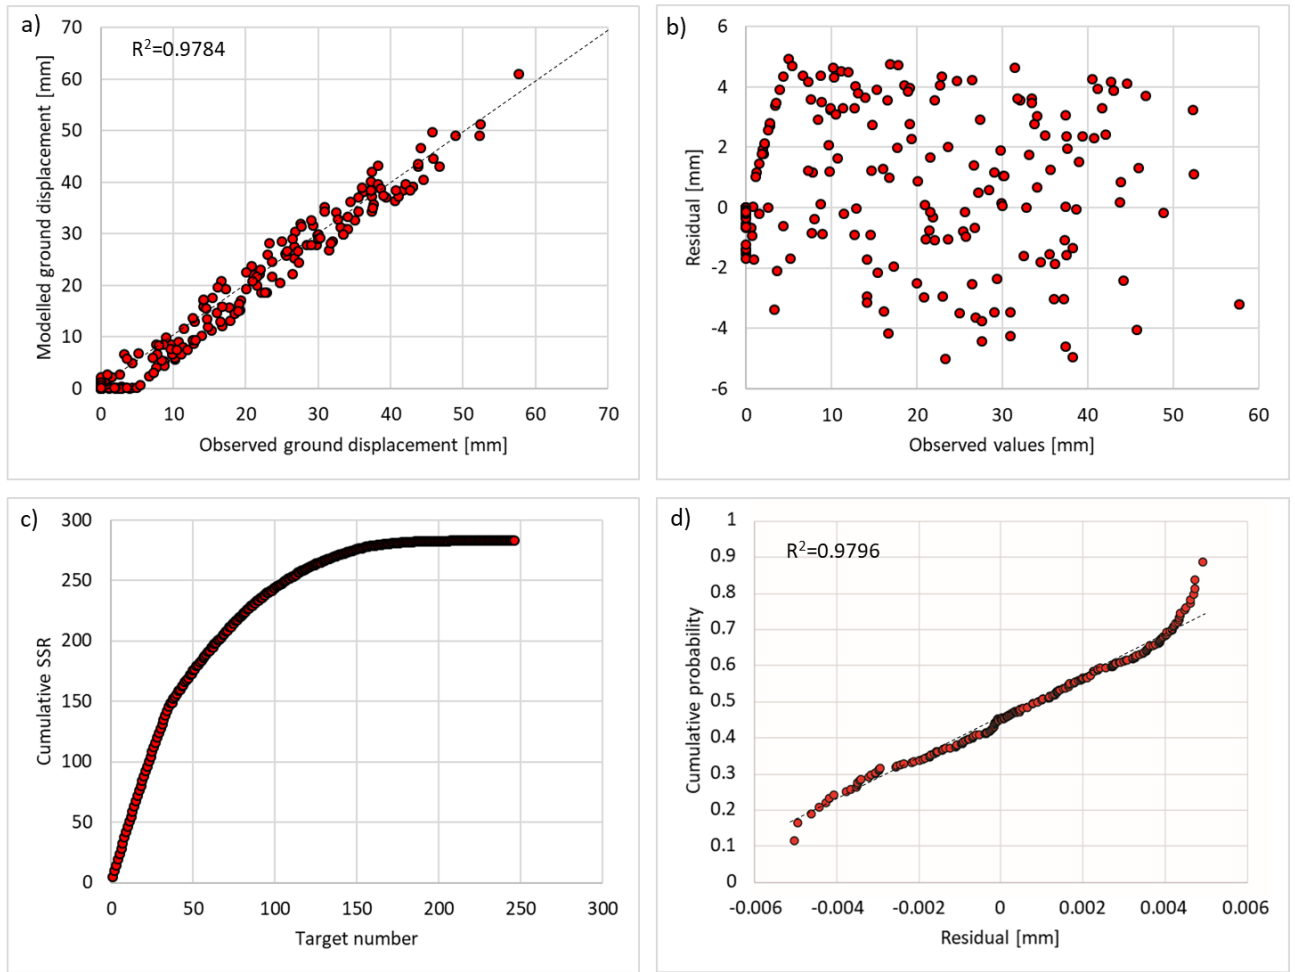 a)
R²=0.9784
Modelled ground displacement [mm]
70
60
50
40
30
20
10
0
0 10 20 30 40 50 60 70
Observed ground displacement [mm]
b)
Residual [mm]
6
4
2
0
-2
-4
-6
0 10 20 30 40 50 60
Observed values [mm]
c)
Cumulative SSR
300
250
200
150
100
50
0
0 50 100 150 200 250 300
Target number
d)
R²=0.9796
Cumulative probability
1
0.9
0.8
0.7
0.6
0.5
0.4
0.3
0.2
0.1
0
-0.006 -0.004 -0.002 0 0.002 0.004 0.006
Residual [mm]